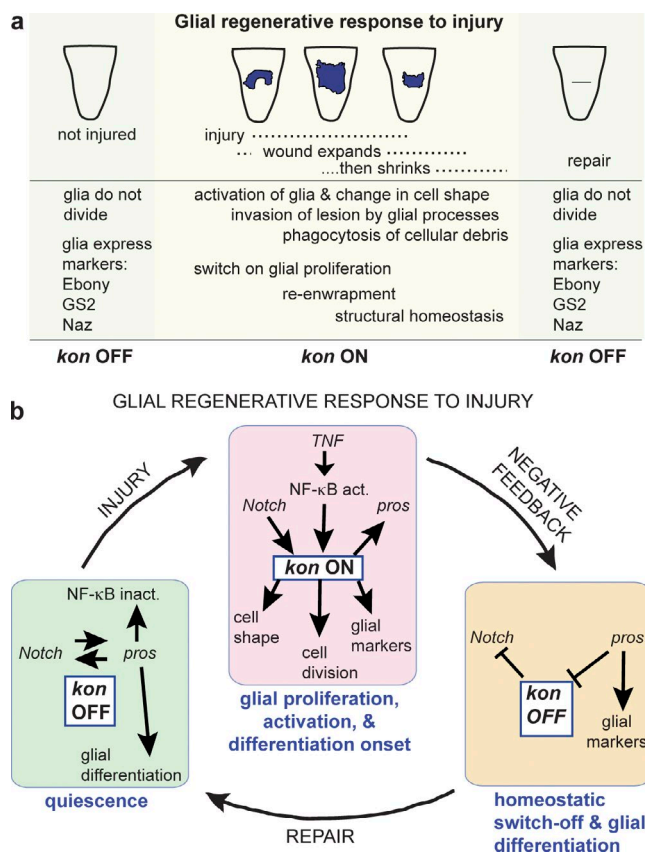 a
Glial regenerative response to injury
not injured
injury
wound expands
....then shrinks
repair
glia do not
divide
glia express
markers:
Ebony
GS2
Naz
activation of glia & change in cell shape
invasion of lesion by glial processes
phagocytosis of cellular debris
switch on glial proliferation
re-enwrapment
structural homeostasis
glia do not
divide
glia express
markers:
Ebony
GS2
Naz
kon OFF
kon ON
kon OFF
GLIAL REGENERATIVE RESPONSE TO INJURY
b
INJURY
TNF
NF-κB act.
Notch
pros
kon ON
cell
shape
cell
division
glial
markers
glial proliferation,
activation, &
differentiation onset
NEGATIVE
FEEDBACK
NF-κB inact.
Notch
pros
kon
OFF
glial
differentiation
quiescence
Notch
pros
kon
OFF
glial
markers
homeostatic
switch-off & glial
differentiation
REPAIR